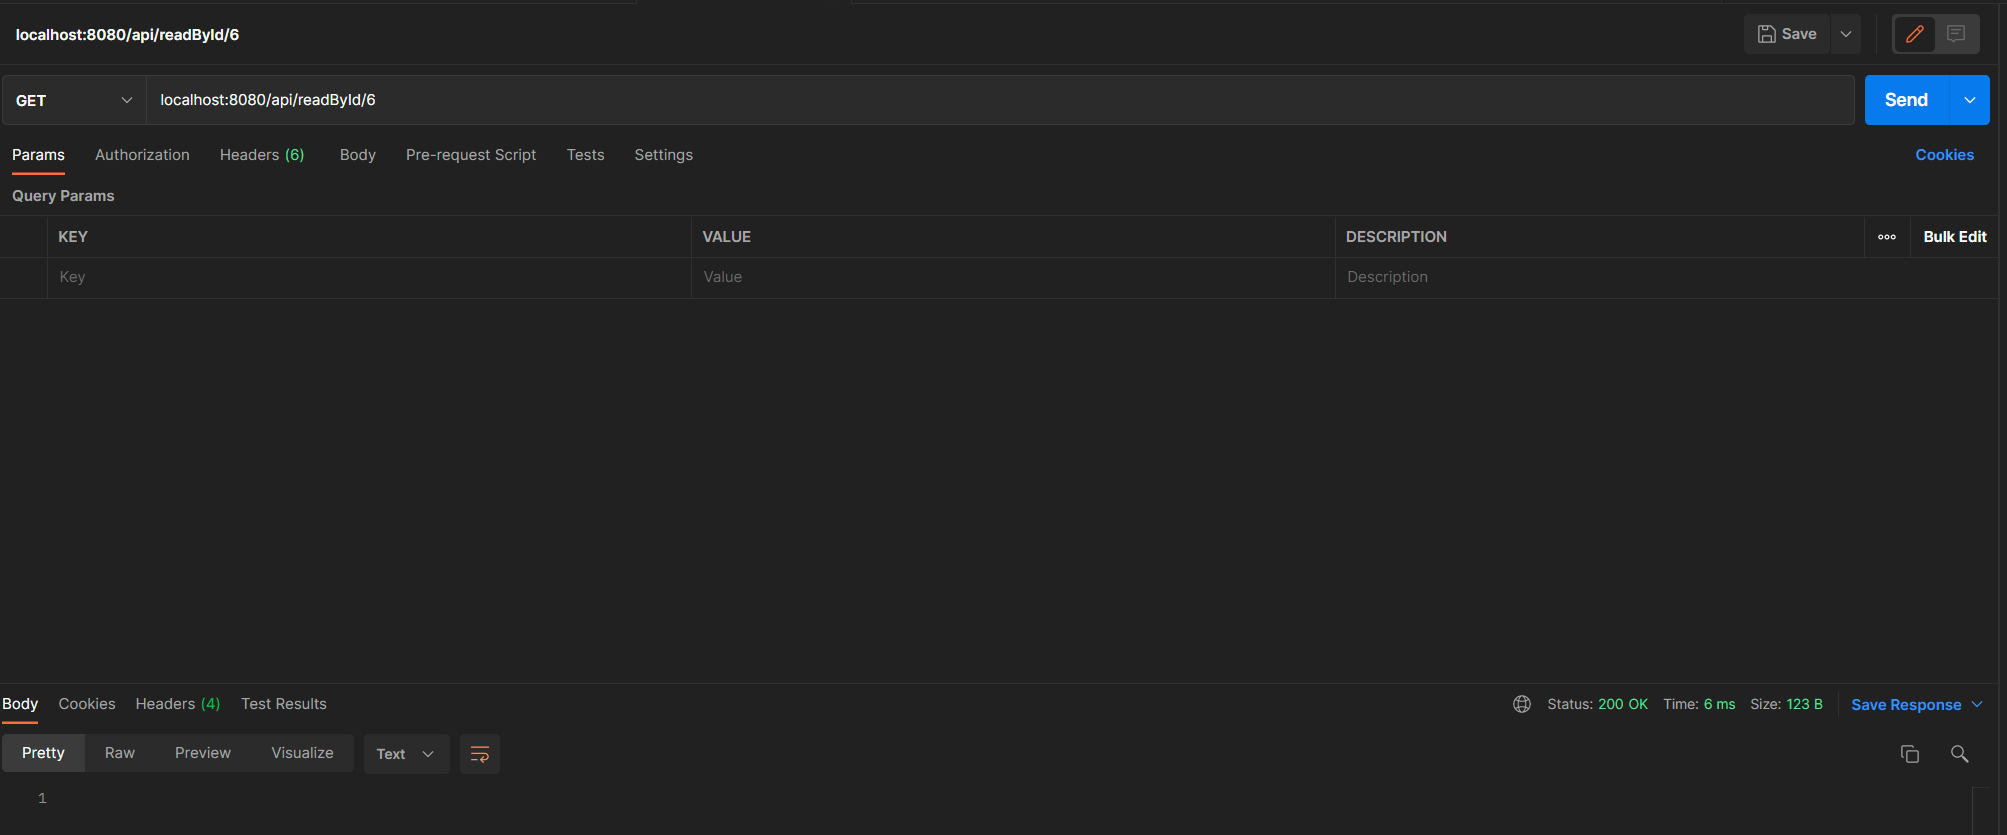 localhost:8080/api/readById/6
Save
GET localhost:8080/api/readById/6 Send
Params Authorization Headers (6) Body Pre-request Script Tests Settings Cookies
Query Params
KEY VALUE DESCRIPTION ooo Bulk Edit
Key Value Description
Body Cookies Headers (4) Test Results Status: 200 OK Time: 6 ms Size: 123 B Save Response
Pretty Raw Preview Visualize Text
1